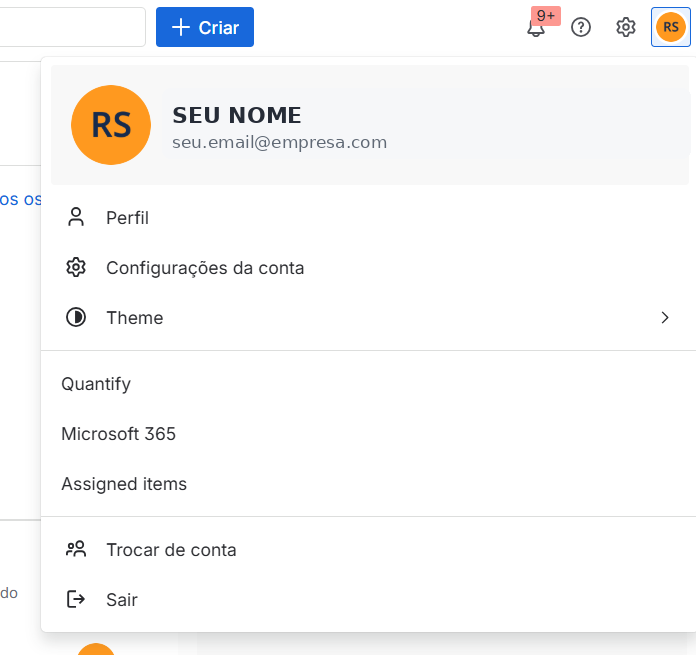 Criar
9+
RS
RS
SEU NOME
seu.email@empresa.com
os os
Perfil
Configurações da conta
Theme
Quantify
Microsoft 365
Assigned items
Trocar de conta
do
Sair